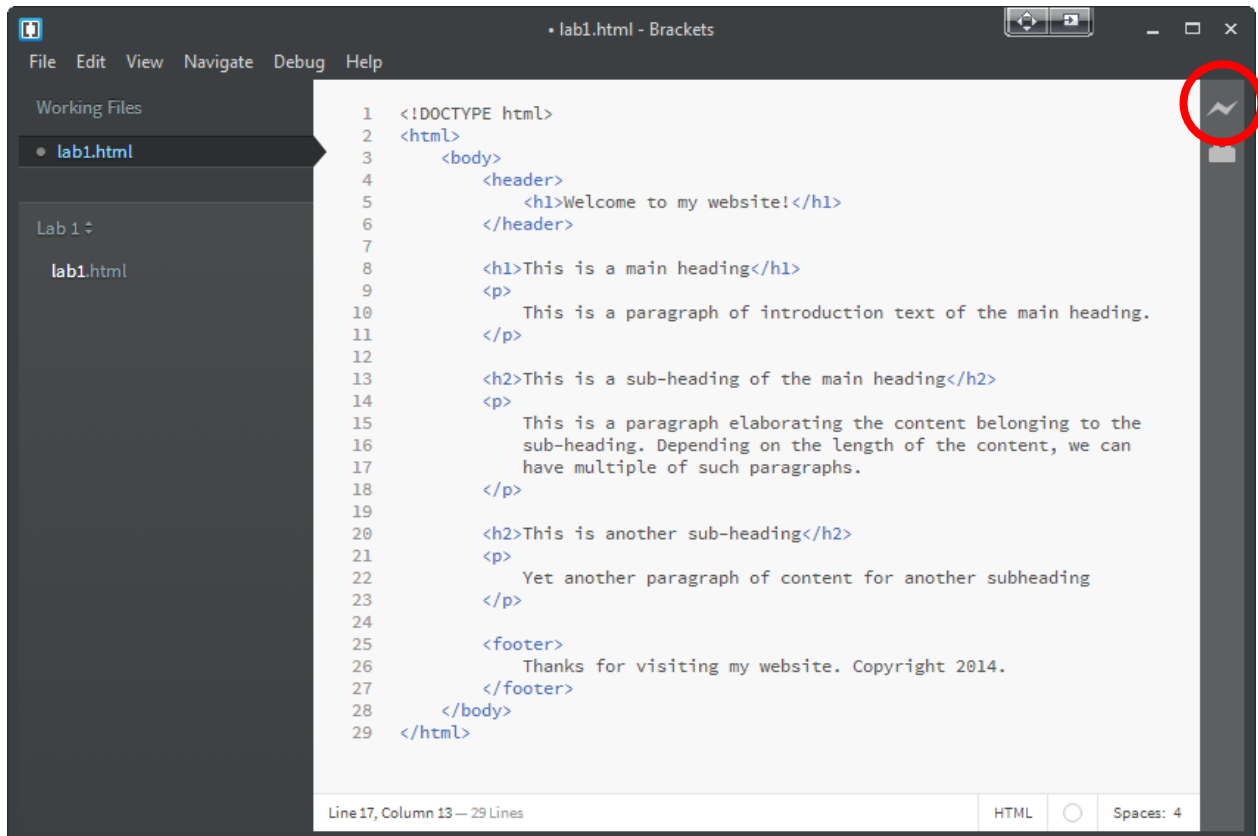 • lab1.html - Brackets
File Edit View Navigate Debug Help
Working Files
• lab1.html
Lab 1
lab1.html
1 <!DOCTYPE html>
2 <html>
3     <body>
4         <header>
5             <h1>Welcome to my website!</h1>
6         </header>
7
8         <h1>This is a main heading</h1>
9         <p>
10             This is a paragraph of introduction text of the main heading.
11         </p>
12
13         <h2>This is a sub-heading of the main heading</h2>
14         <p>
15             This is a paragraph elaborating the content belonging to the
16             sub-heading. Depending on the length of the content, we can
17             have multiple of such paragraphs.
18         </p>
19
20         <h2>This is another sub-heading</h2>
21         <p>
22             Yet another paragraph of content for another subheading
23         </p>
24
25         <footer>
26             Thanks for visiting my website. Copyright 2014.
27         </footer>
28     </body>
29 </html>
Line 17, Column 13 — 29 Lines
HTML
Spaces: 4